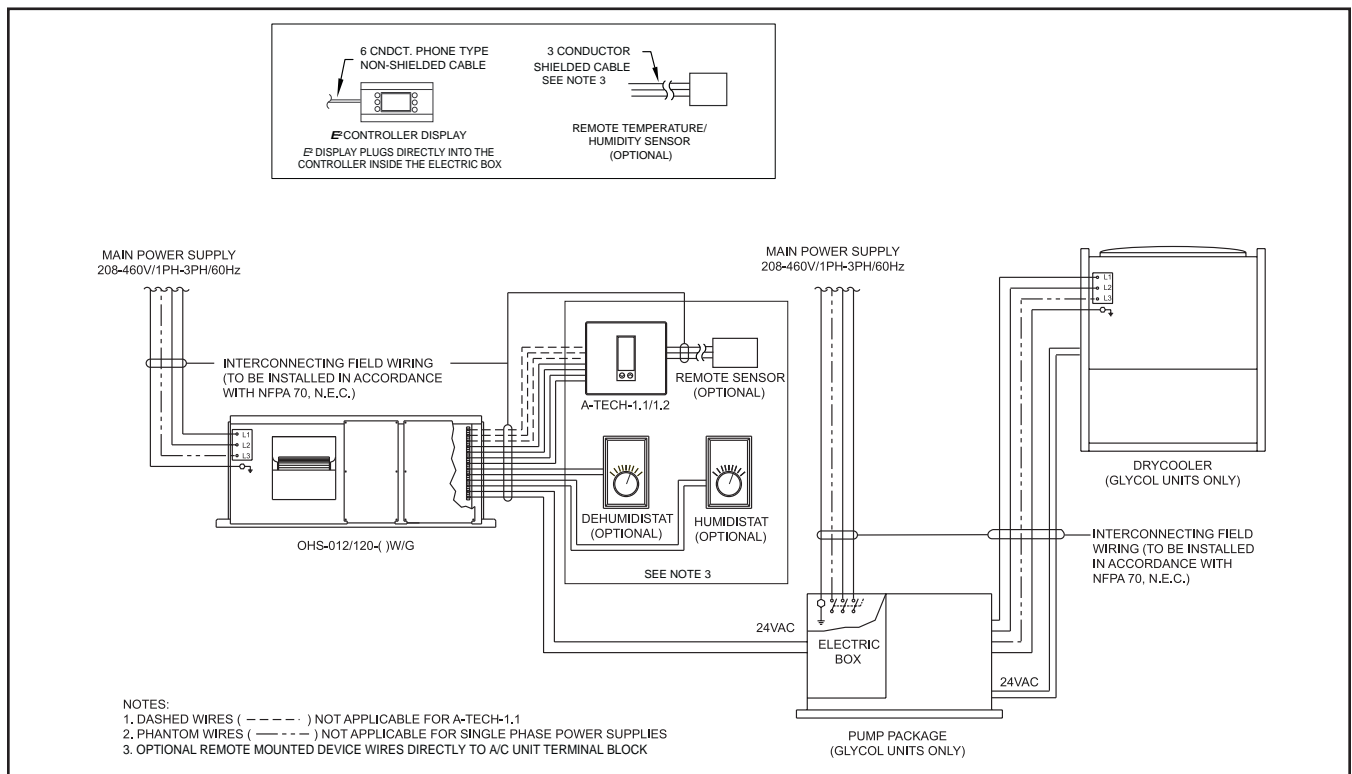 6 CNDCT. PHONE TYPE
NON-SHIELDED CABLE
CONTROLLER DISPLAY
DISPLAY PLUGS DIRECTLY INTO THE
CONTROLLER INSIDE THE ELECTRIC BOX
3 CONDUCTOR
SHIELDED CABLE
SEE NOTE 3
REMOTE TEMPERATURE/
HUMIDITY SENSOR
(OPTIONAL)
MAIN POWER SUPPLY
208-460V/1PH-3PH/60Hz
INTERCONNECTING FIELD WIRING
(TO BE INSTALLED IN ACCORDANCE
WITH NFPA 70, N.E.C.)
L1
L2
L3
OHS-012/120-( )W/G
A-TECH-1.1/1.2
REMOTE SENSOR
(OPTIONAL)
DEHUMIDISTAT
(OPTIONAL)
HUMIDISTAT
(OPTIONAL)
SEE NOTE 3
MAIN POWER SUPPLY
208-460V/1PH-3PH/60Hz
L1
L2
L3
DRYCOOLER
(GLYCOL UNITS ONLY)
INTERCONNECTING FIELD
WIRING (TO BE INSTALLED
IN ACCORDANCE WITH
NFPA 70, N.E.C.)
24VAC
ELECTRIC
BOX
24VAC
PUMP PACKAGE
(GLYCOL UNITS ONLY)
NOTES:
1. DASHED WIRES ( – – – – – ) NOT APPLICABLE FOR A-TECH-1.1
2. PHANTOM WIRES ( — - - — ) NOT APPLICABLE FOR SINGLE PHASE POWER SUPPLIES
3. OPTIONAL REMOTE MOUNTED DEVICE WIRES DIRECTLY TO A/C UNIT TERMINAL BLOCK